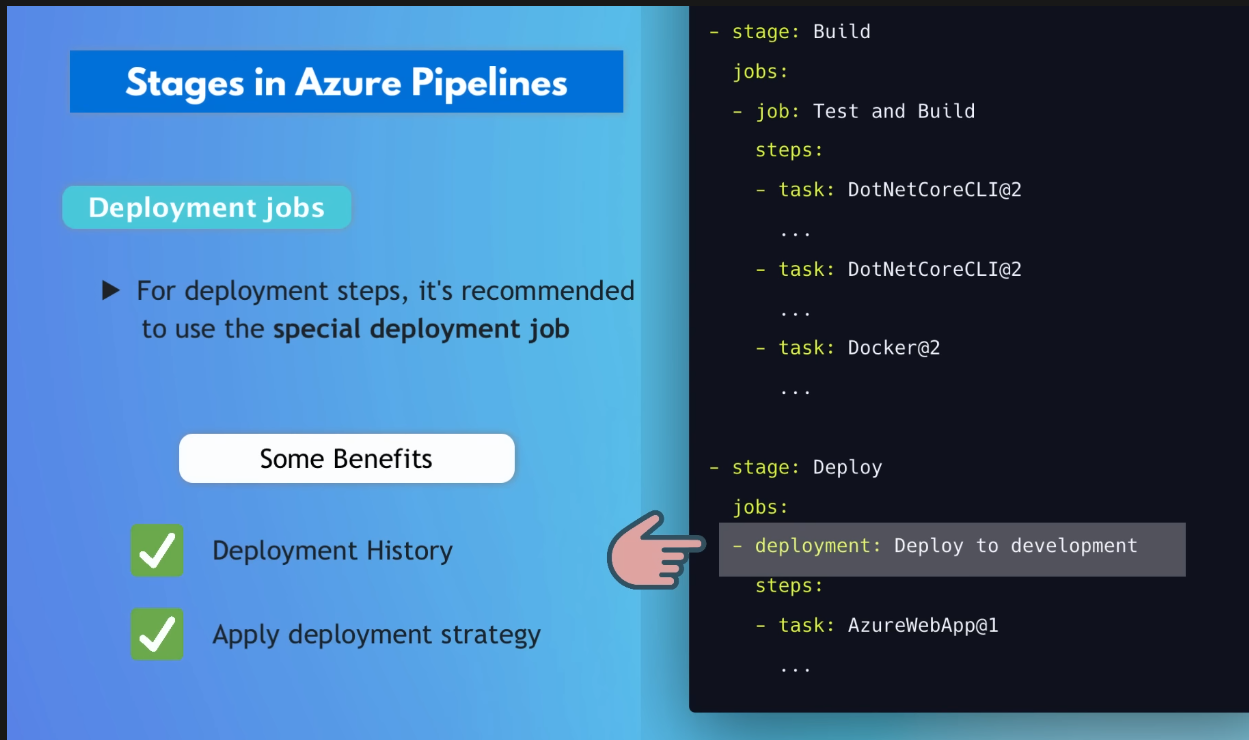 Stages in Azure Pipelines
Deployment jobs
▶ For deployment steps, it's recommended
to use the special deployment job
Some Benefits
Deployment History
Apply deployment strategy
- stage: Build
jobs:
- job: Test and Build
steps:
- task: DotNetCoreCLI@2
...
- task: DotNetCoreCLI@2
...
- task: Docker@2
...
- stage: Deploy
jobs:
- deployment: Deploy to development
steps:
- task: AzureWebApp@1
...